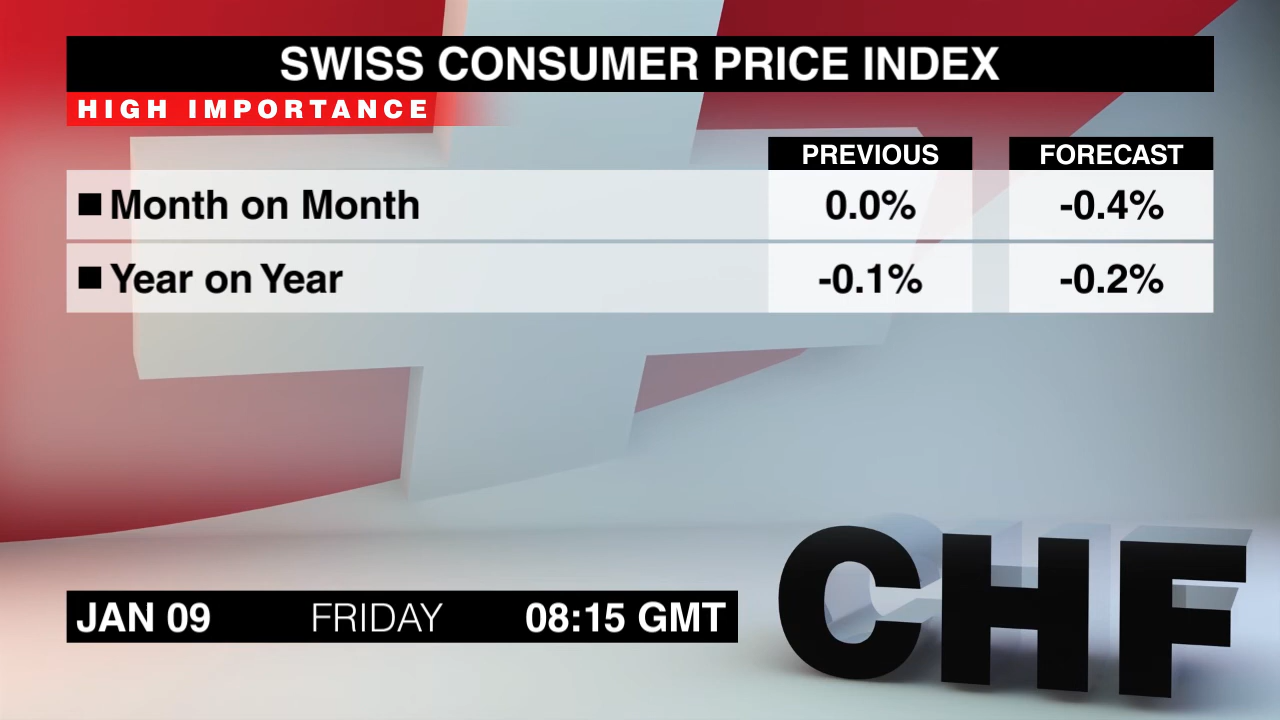 SWISS CONSUMER PRICE INDEX
HIGH IMPORTANCE
PREVIOUS FORECAST
Month on Month 0.0% -0.4%
Year on Year -0.1% -0.2%
JAN 09 FRIDAY 08:15 GMT
CHF